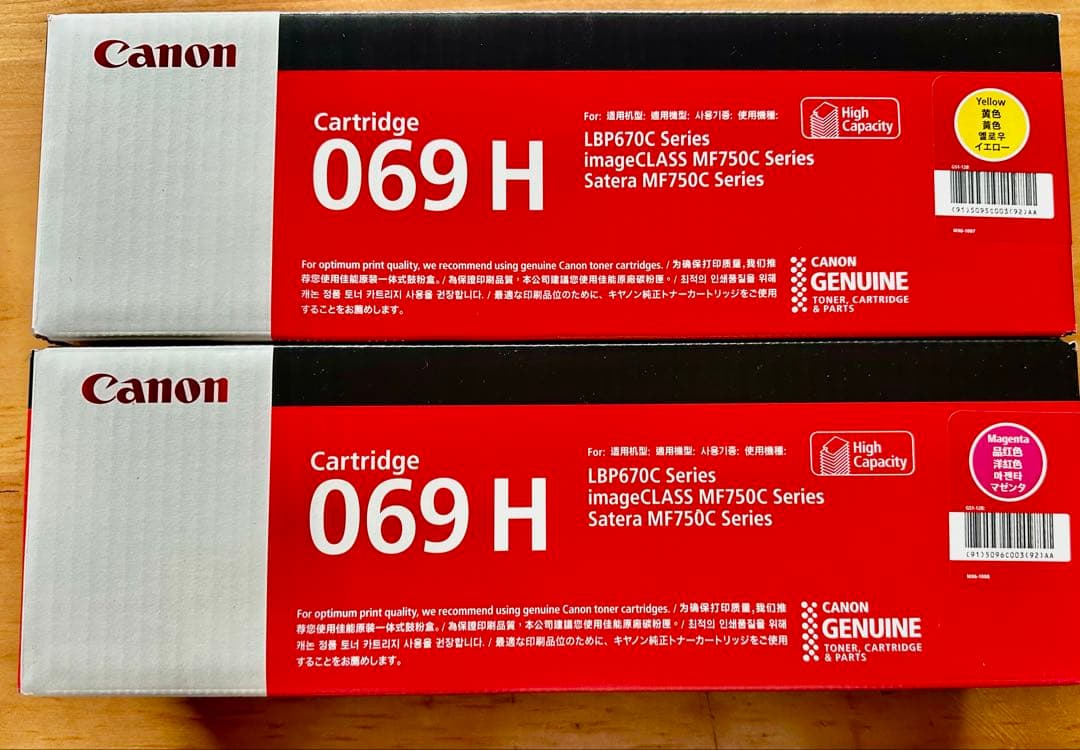 Canon
Cartridge
069 H
For: 适用机型: 適用機型: 사용기종: 使用機種:
LBP670C Series
imageCLASS MF750C Series
Satera MF750C Series
High
Capacity
Yellow
黄色
黃色
옐로우
イエロー
(91)5095C003(92)AA
For optimum print quality, we recommend using genuine Canon toner cartridges. / 为确保打印质量,我们推
荐您使用佳能原装一体式鼓粉盒。/ 為保證印刷品質，本公司建議您使用佳能原廠碳粉匣。/ 최적의 인쇄품질을 위해
캐논 정품 토너 카트리지 사용을 권장합니다. / 最適な印刷品位のために、キヤノン純正トナーカートリッジをご使用
することをお薦めします。
CANON
GENUINE
TONER, CARTRIDGE
& PARTS
Canon
Cartridge
069 H
For: 适用机型: 適用機型: 사용기종: 使用機種:
LBP670C Series
imageCLASS MF750C Series
Satera MF750C Series
High
Capacity
Magenta
品红色
洋紅色
마젠타
マゼンタ
(91)5096C003(92)AA
For optimum print quality, we recommend using genuine Canon toner cartridges. / 为确保打印质量,我们推
荐您使用佳能原装一体式鼓粉盒。/ 為保證印刷品質，本公司建議您使用佳能原廠碳粉匣。/ 최적의 인쇄품질을 위해
캐논 정품 토너 카트리지 사용을 권장합니다. / 最適な印刷品位のために、キヤノン純正トナーカートリッジをご使用
することをお薦めします。
CANON
GENUINE
TONER, CARTRIDGE
& PARTS